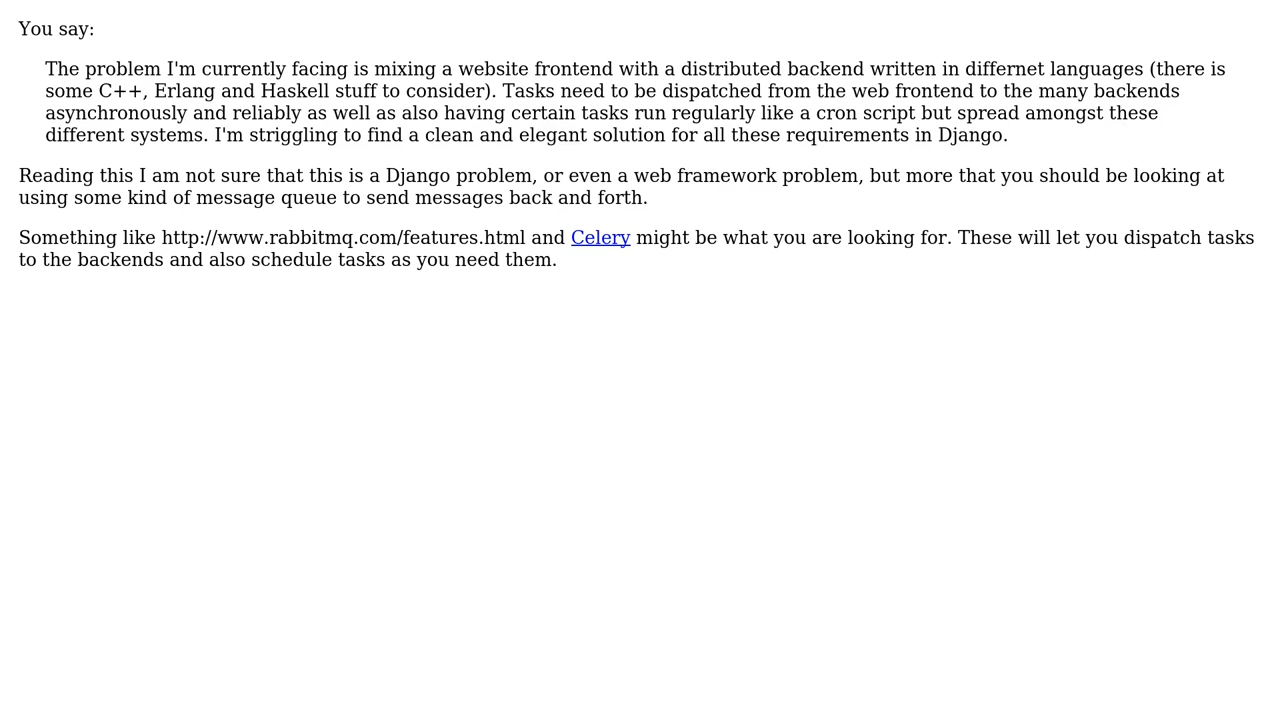 You say:
The problem I'm currently facing is mixing a website frontend with a distributed backend written in differnet languages (there is
some C++, Erlang and Haskell stuff to consider). Tasks need to be dispatched from the web frontend to the many backends
asynchronously and reliably as well as also having certain tasks run regularly like a cron script but spread amongst these
different systems. I'm striggling to find a clean and elegant solution for all these requirements in Django.
Reading this I am not sure that this is a Django problem, or even a web framework problem, but more that you should be looking at
using some kind of message queue to send messages back and forth.
Something like http://www.rabbitmq.com/features.html and Celery might be what you are looking for. These will let you dispatch tasks
to the backends and also schedule tasks as you need them.